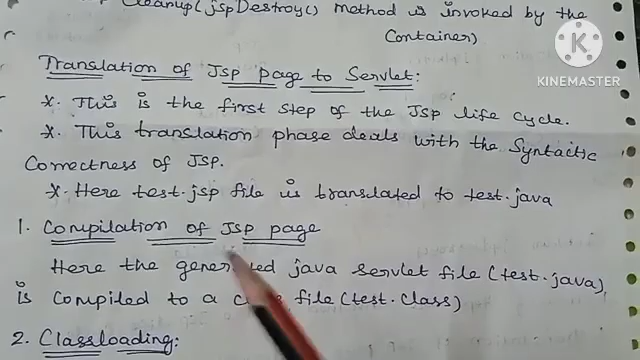 Cleanup(jspDestroy() method is invoked by the
Container)
KINEMASTER
Translation of Jsp page to Servlet:
*. This is the first step of the JSP life cycle.
*. This translation phase deals with the Syntactic
Correctness of JSP.
*. Here test.jsp file is translated to test.java
1. Compilation of Jsp page
Here the generated java servlet file (test.java)
is compiled to a file (test.class)
2. Classloading: